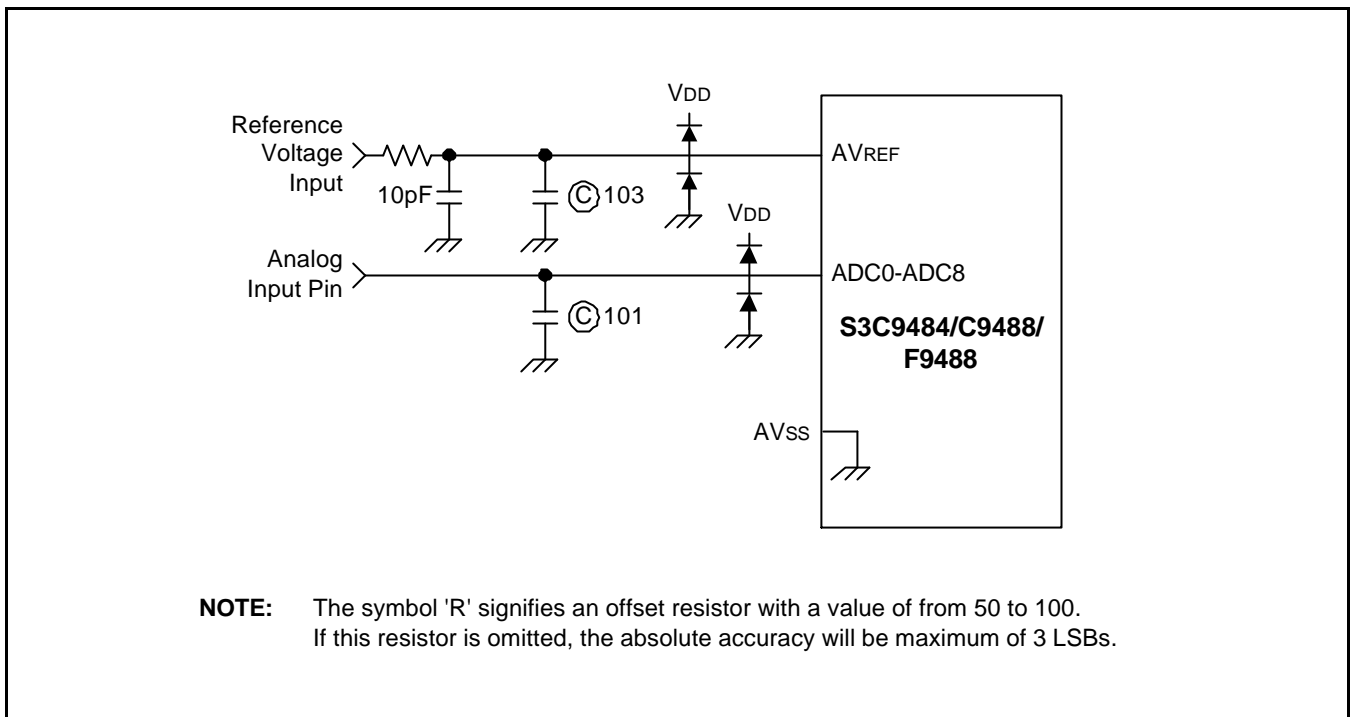 VDD
Reference
Voltage
Input
AVREF
10pF
C 103
VDD
Analog
Input Pin
ADC0-ADC8
C 101
S3C9484/C9488/
F9488
AVSS
NOTE: The symbol 'R' signifies an offset resistor with a value of from 50 to 100.
If this resistor is omitted, the absolute accuracy will be maximum of 3 LSBs.